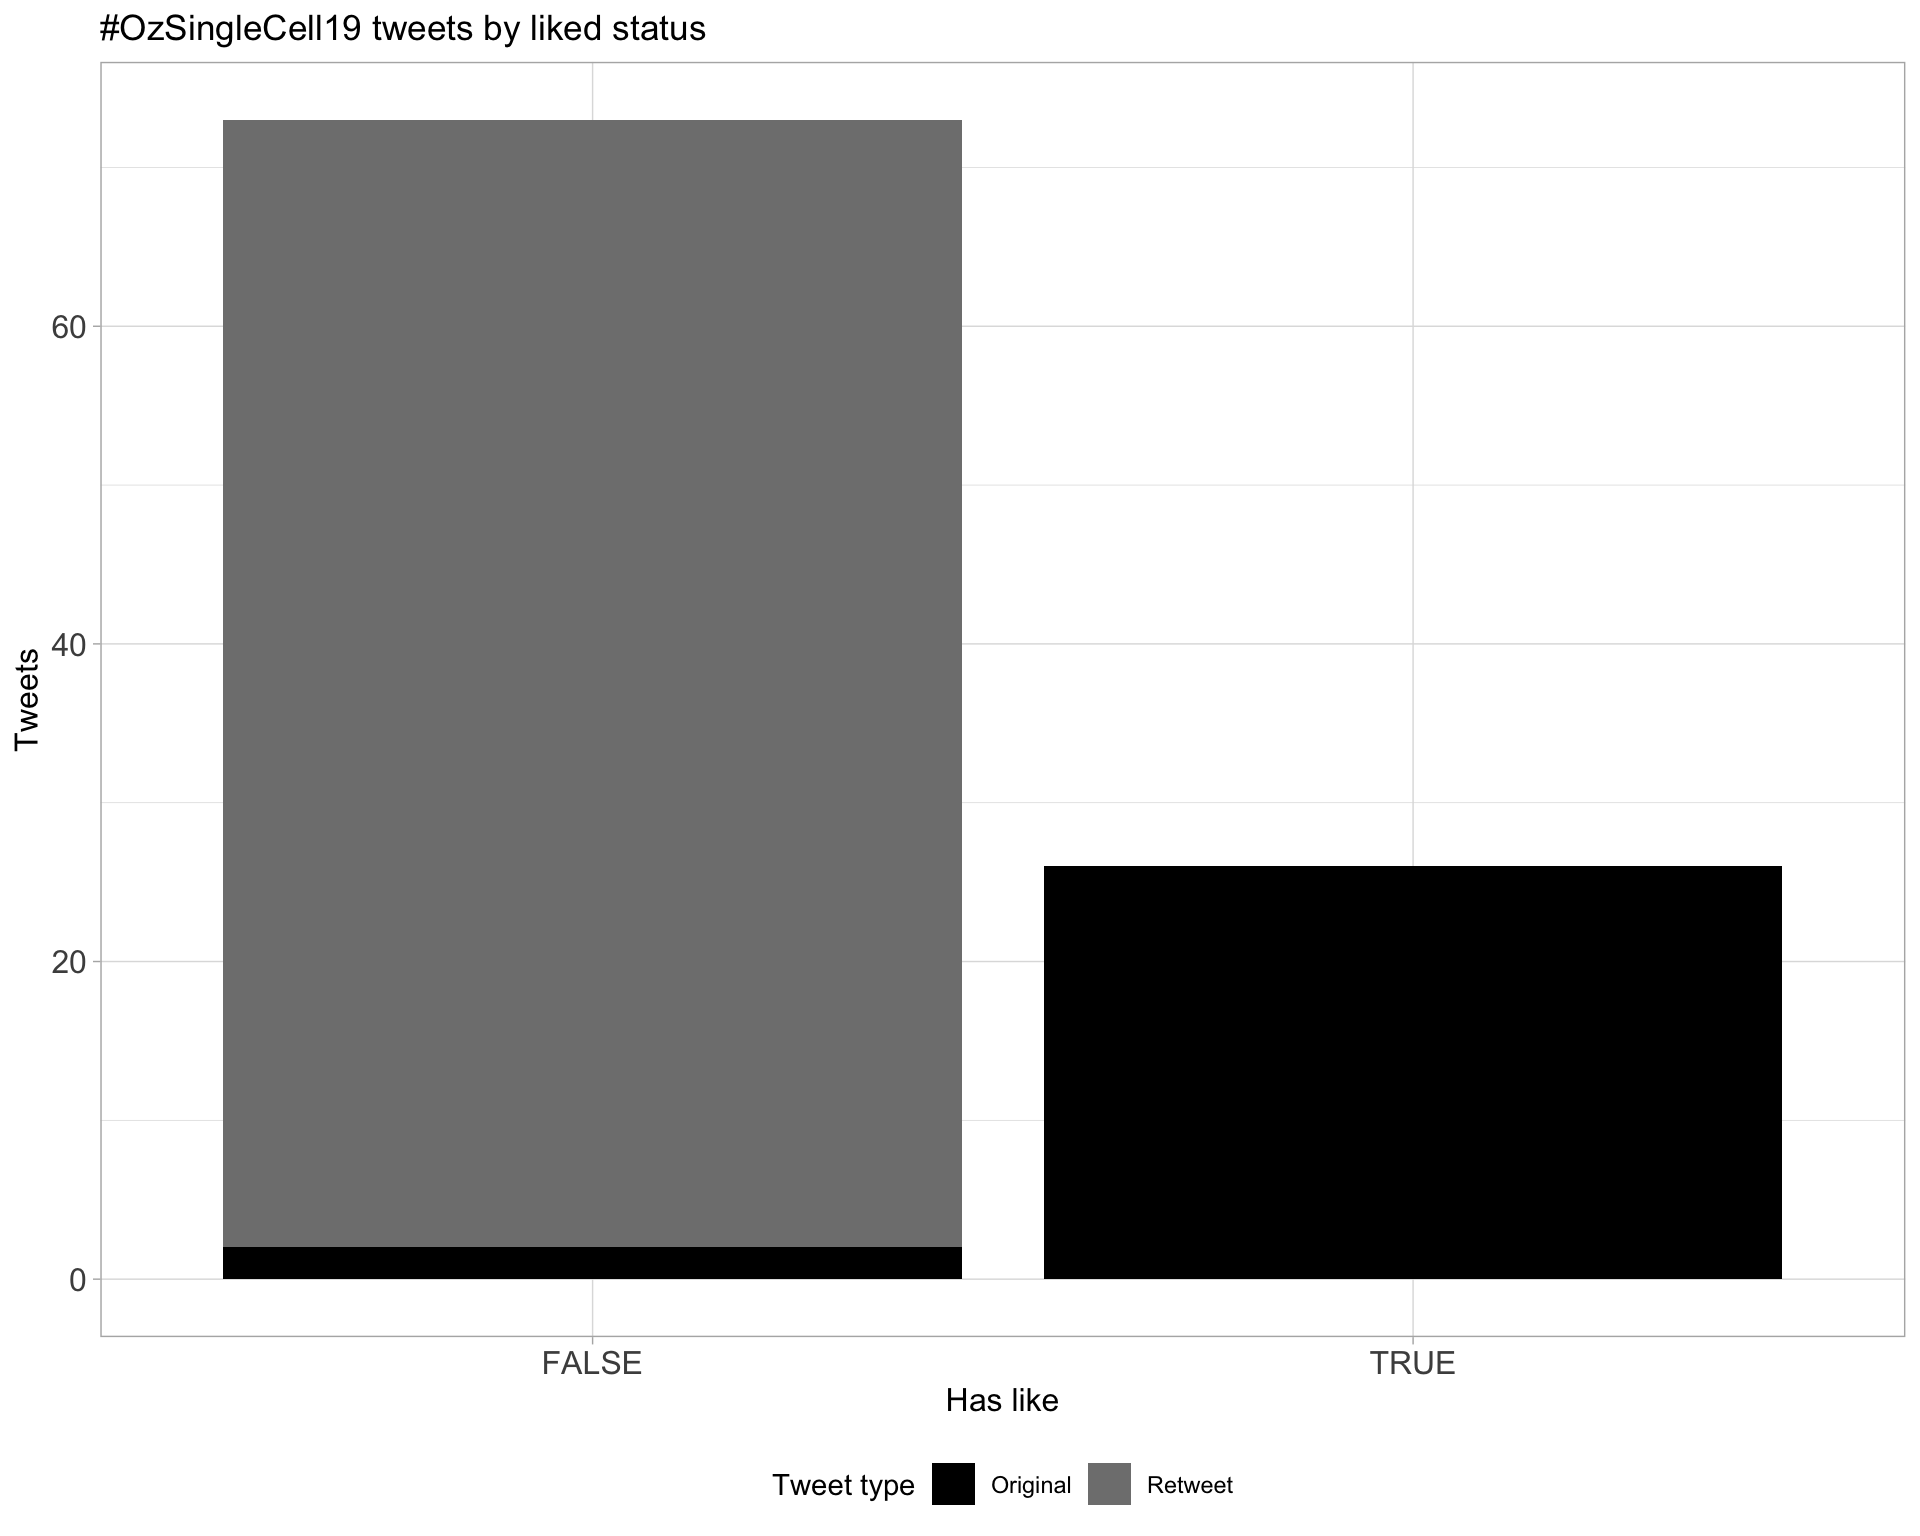 #OzSingleCell19 tweets by liked status
Tweets
60
40
20
0
FALSE TRUE
Has like
Tweet type Original Retweet